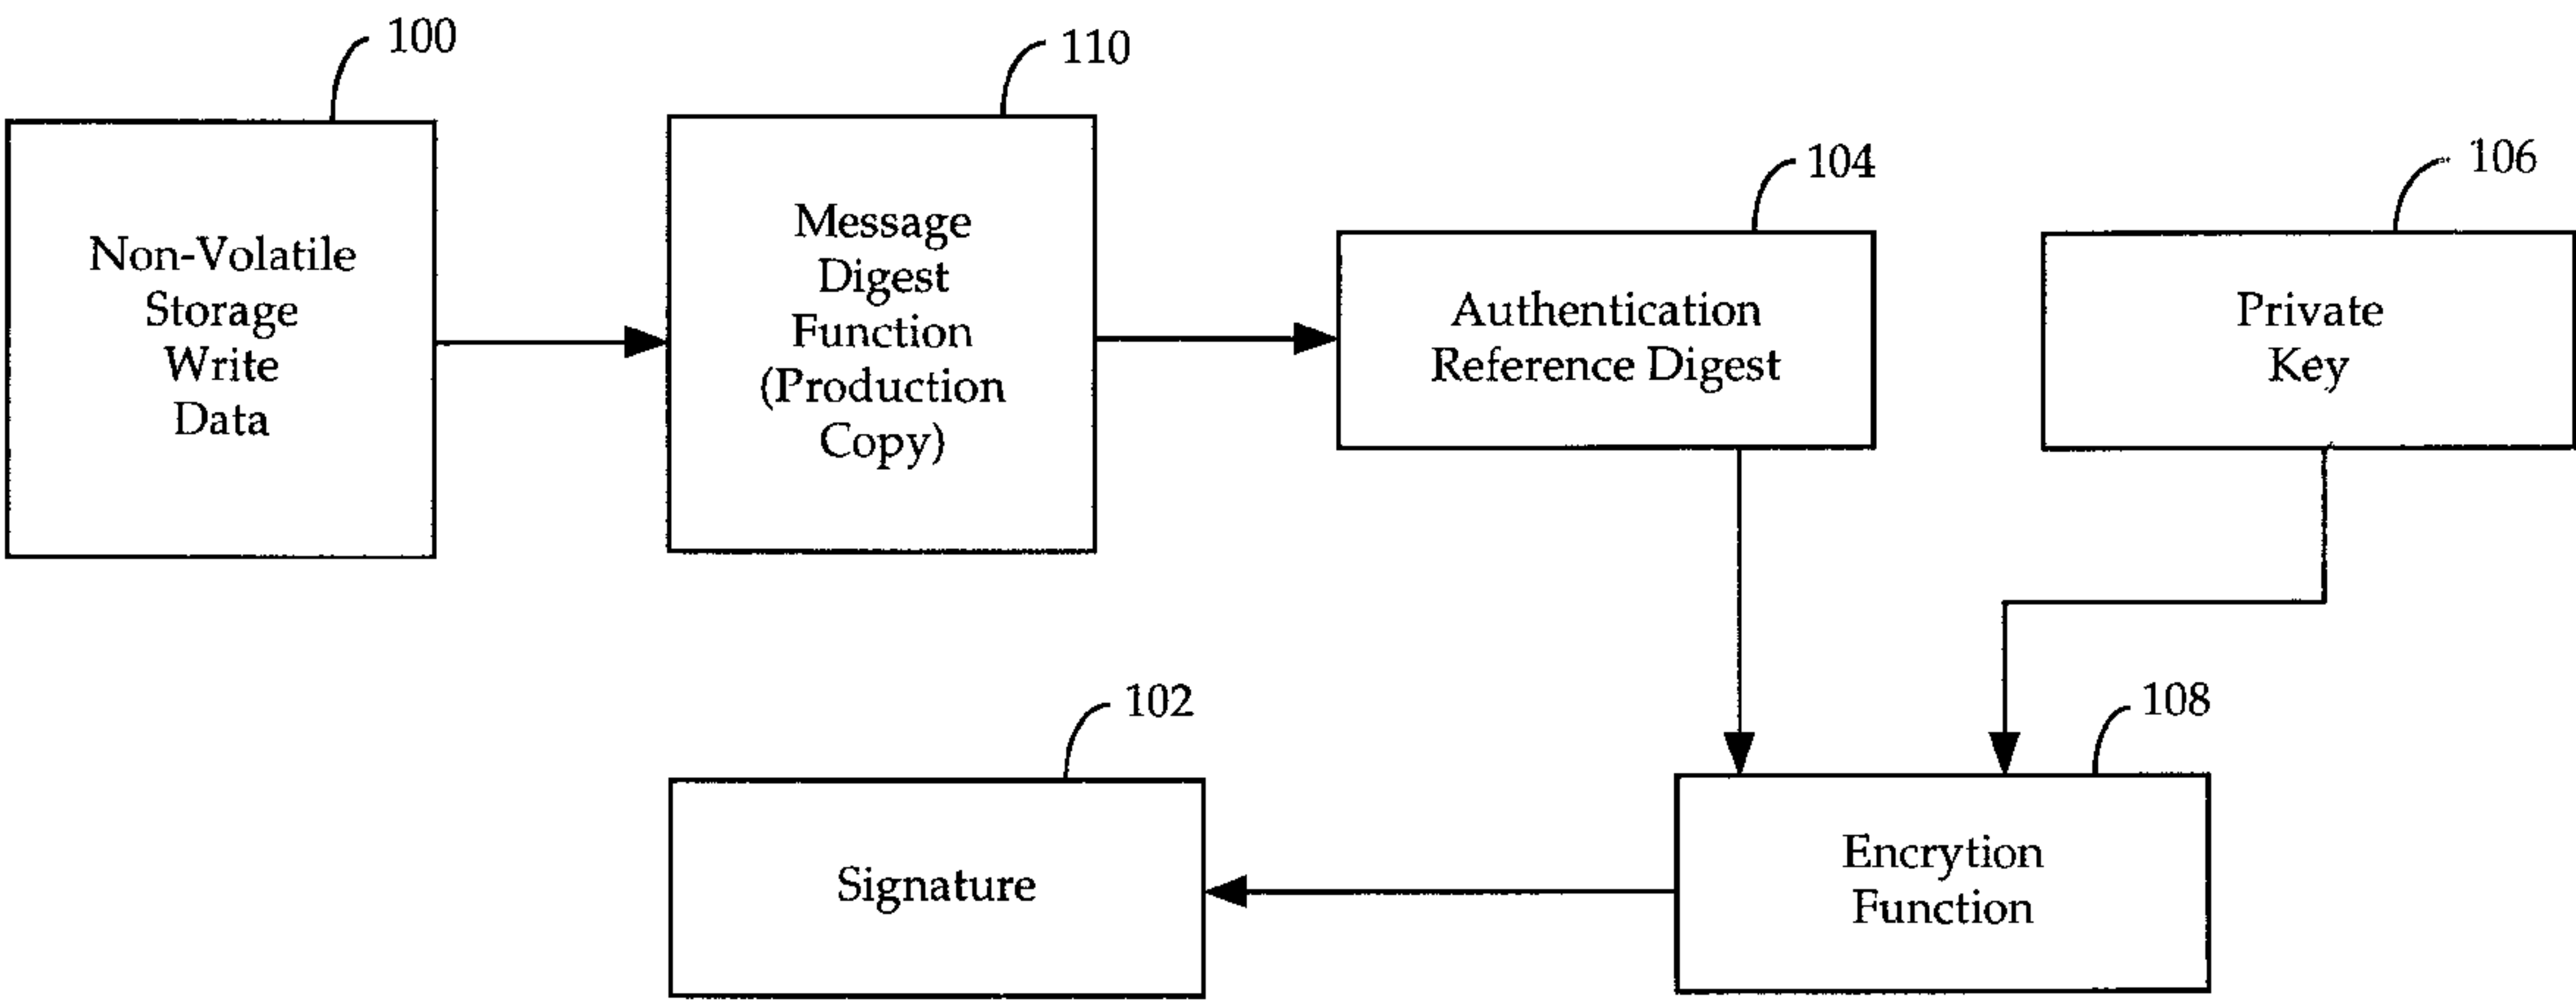 100
Non-Volatile
Storage
Write
Data
110
Message
Digest
Function
(Production
Copy)
104
Authentication
Reference Digest
106
Private
Key
102
Signature
108
Encrytion
Function